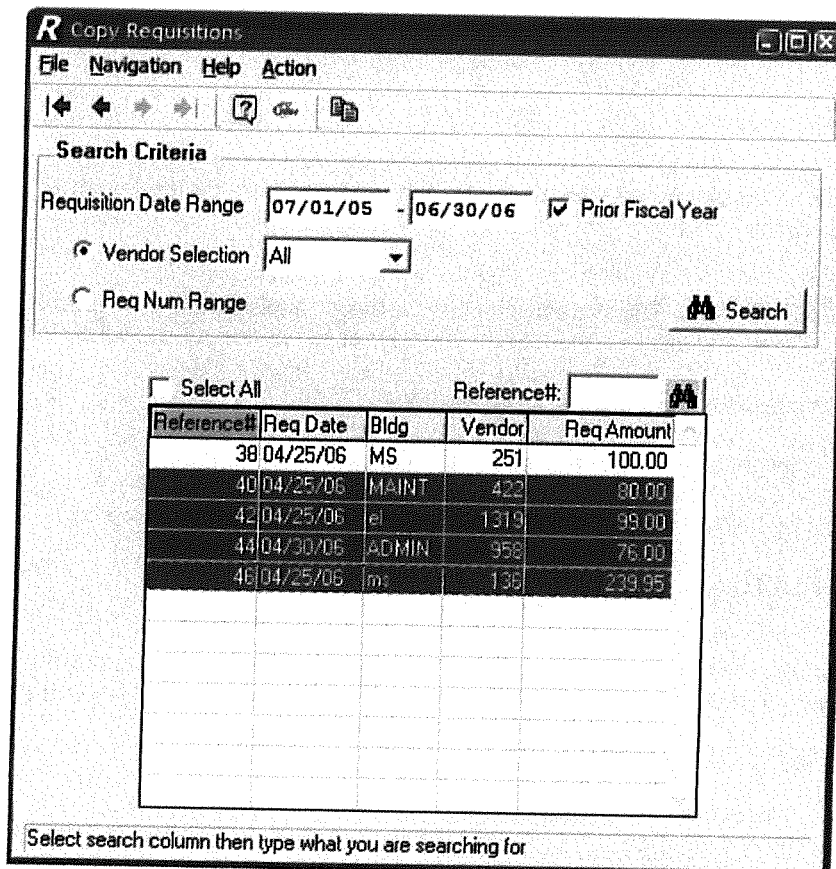 R Copy Requisitions
File Navigation Help Action
Search Criteria
Requisition Date Range 07/01/05 - 06/30/06 Prior Fiscal Year
Vendor Selection All
Req Num Range
Search
Select All Reference#:
Reference# Req Date Bldg Vendor Req Amount
38 04/25/06 MS 251 100.00
40 04/25/06 MAINT 422 80.00
42 04/25/06 el 1319 99.00
44 04/30/06 ADMIN 958 76.00
46 04/25/06 ms 136 239.95
Select search column then type what you are searching for